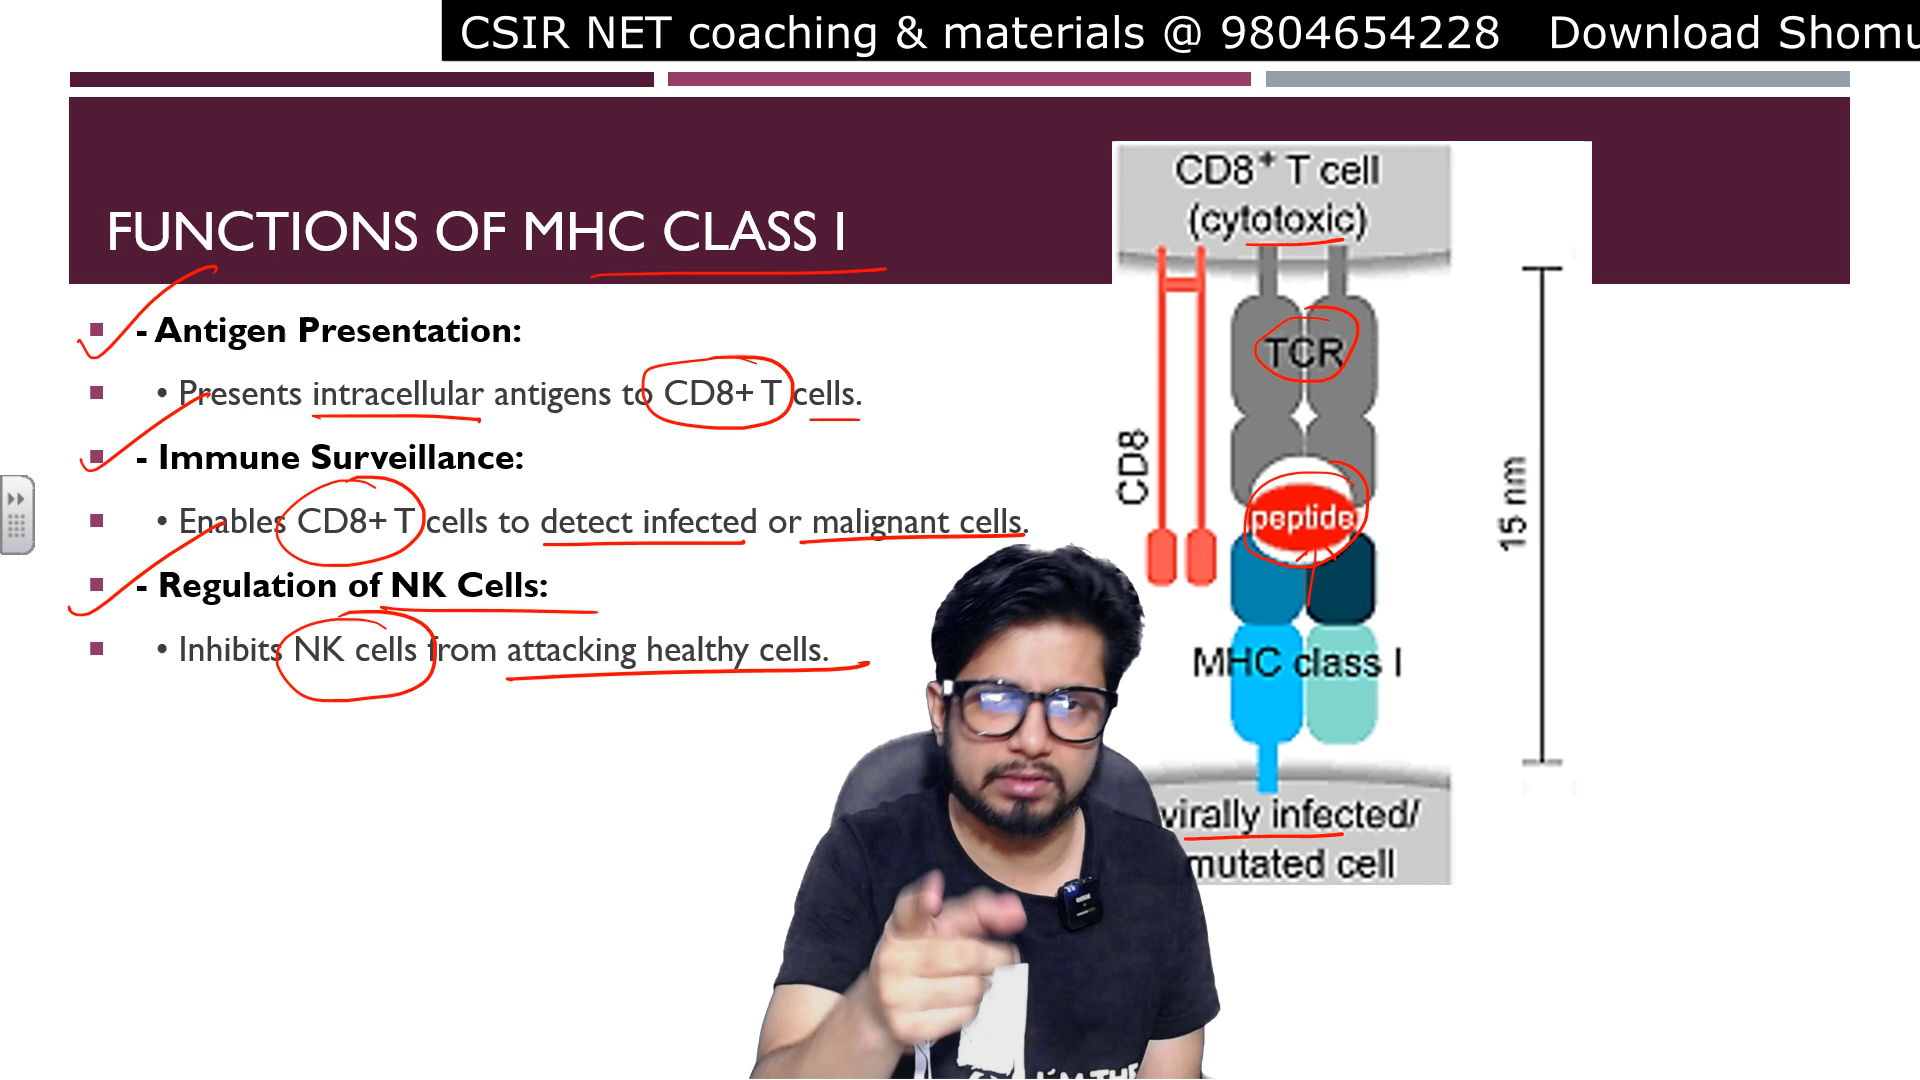 CSIR NET coaching & materials @ 9804654228 Download Shomu
FUNCTIONS OF MHC CLASS I
- Antigen Presentation:
• Presents intracellular antigens to CD8+ T cells.
- Immune Surveillance:
• Enables CD8+ T cells to detect infected or malignant cells.
- Regulation of NK Cells:
• Inhibits NK cells from attacking healthy cells.
CD8⁺ T cell
(cytotoxic)
TCR
CD8
peptide
15 nm
MHC class I
virally infected/
mutated cell
I'M THE